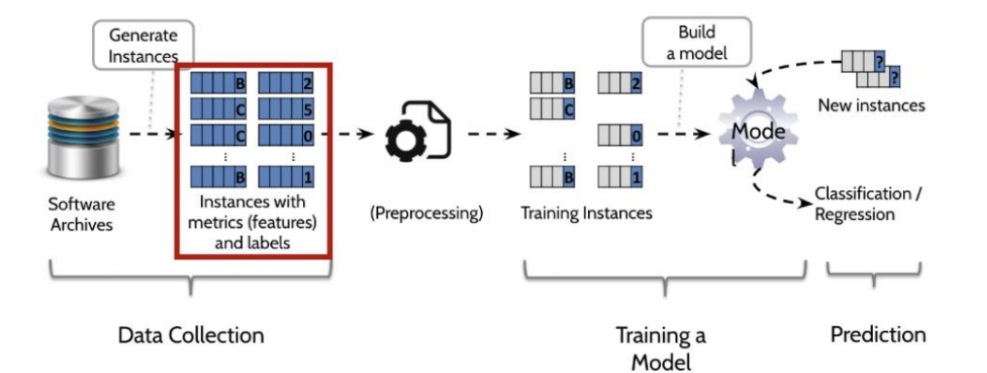 Generate
Instances
Build
a model
B
2
C
5
C
0
⋮
⋮
B
1
B
2
C
0
⋮
⋮
B
1
?
?
New instances
Mode
l
Software
Archives
Instances with
metrics (features)
and labels
(Preprocessing)
Training Instances
Classification /
Regression
Data Collection
Training a
Model
Prediction